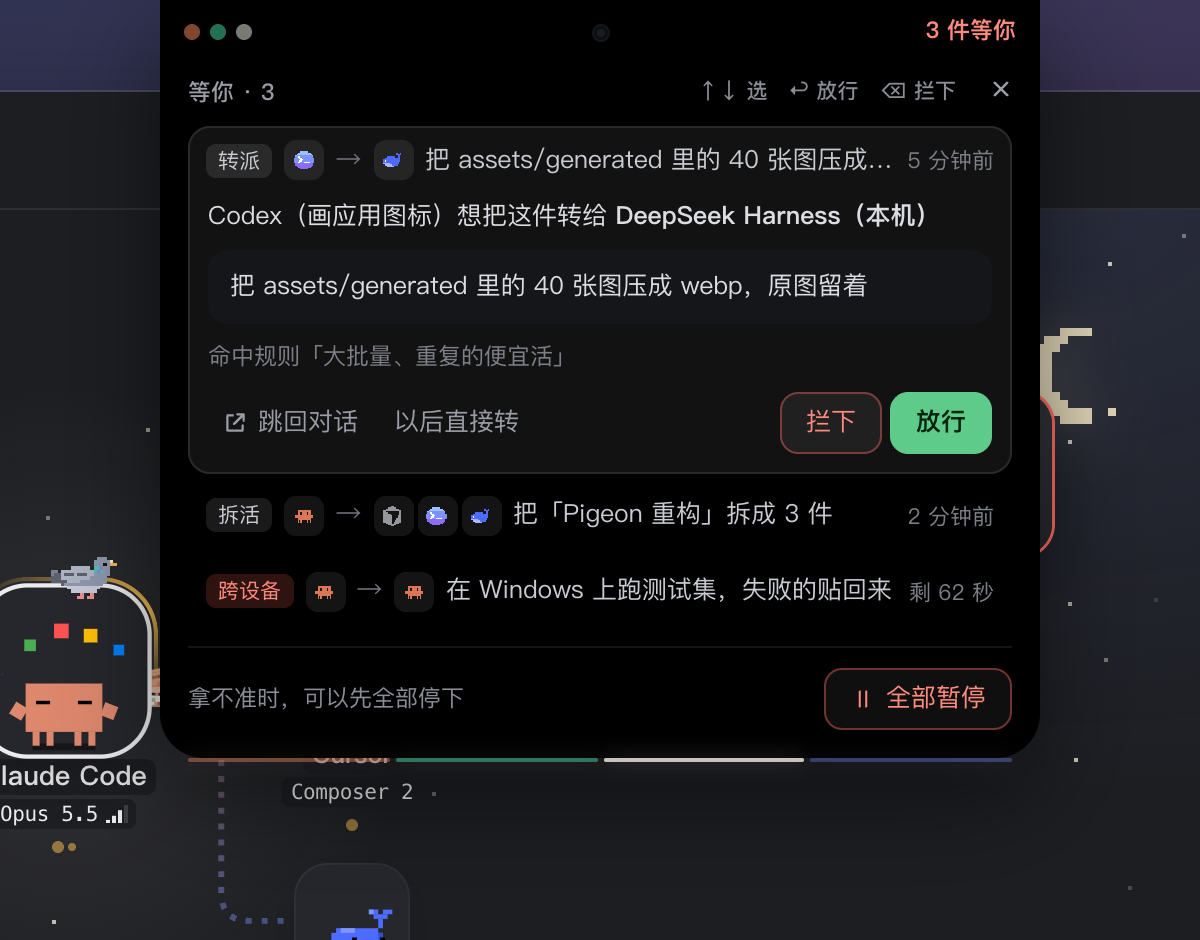 3 件等你
等你 · 3
↑↓ 选 ↩ 放行 ⌫ 拦下 ✕
转派 → 把 assets/generated 里的 40 张图压成… 5 分钟前
Codex（画应用图标）想把这件转给 DeepSeek Harness（本机）
把 assets/generated 里的 40 张图压成 webp，原图留着
命中规则「大批量、重复的便宜活」
跳回对话 以后直接转 拦下 放行
拆活 → 把「Pigeon 重构」拆成 3 件 2 分钟前
跨设备 → 在 Windows 上跑测试集，失败的贴回来 剩 62 秒
拿不准时，可以先全部停下 全部暂停
Cursor
laude Code
Composer 2
Opus 5.5